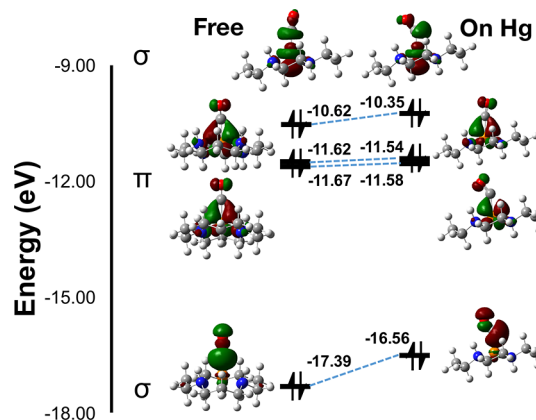 Free
On Hg
-9.00
σ
-10.62
-10.35
-11.62
-11.54
-12.00
π
-11.67
-11.58
Energy (eV)
-15.00
-16.56
-17.39
σ
-18.00